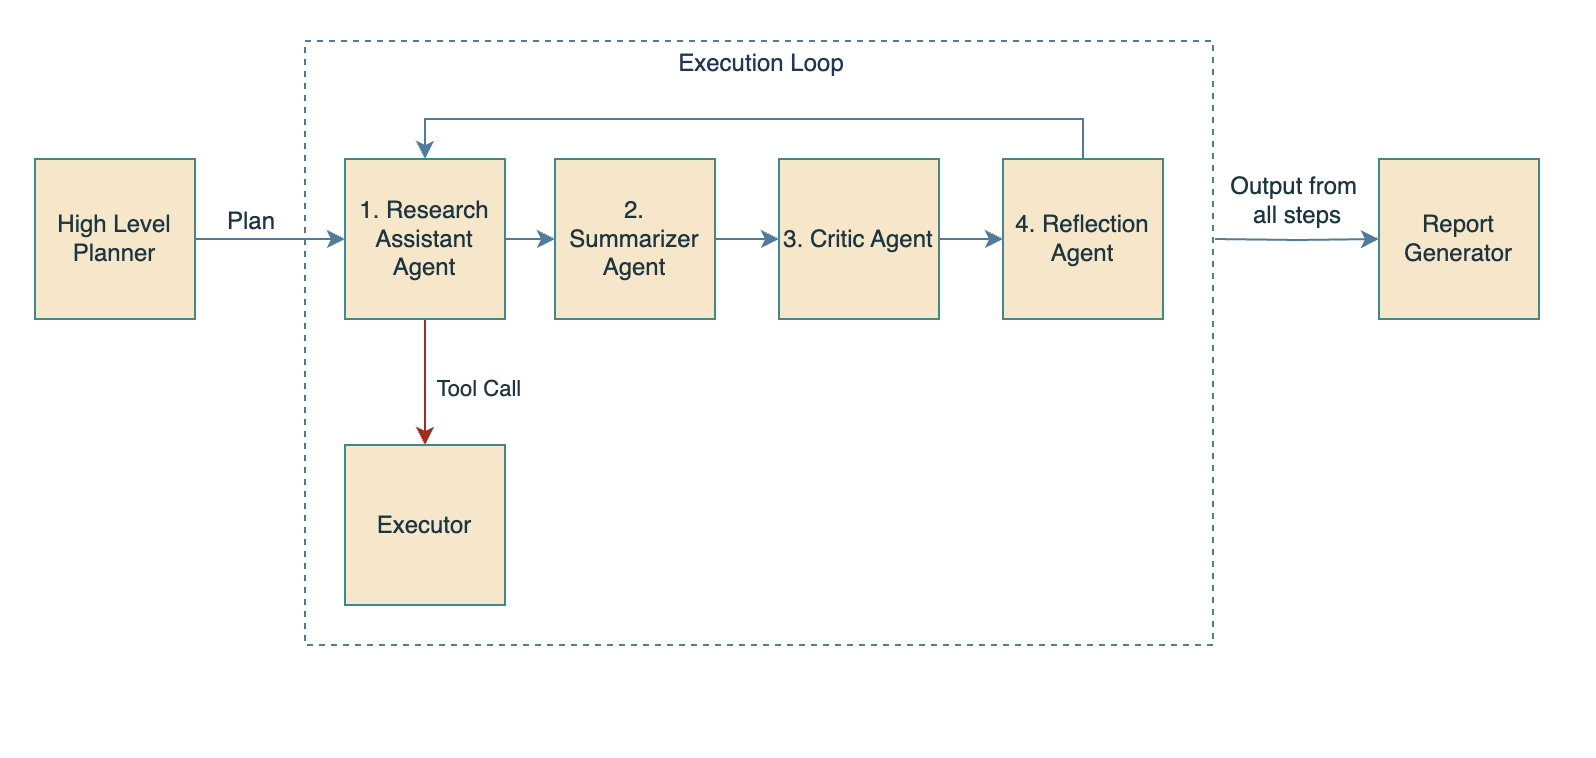 Execution Loop
High Level
Planner
Plan
1. Research
Assistant
Agent
2.
Summarizer
Agent
3. Critic Agent
4. Reflection
Agent
Output from
all steps
Report
Generator
Tool Call
Executor